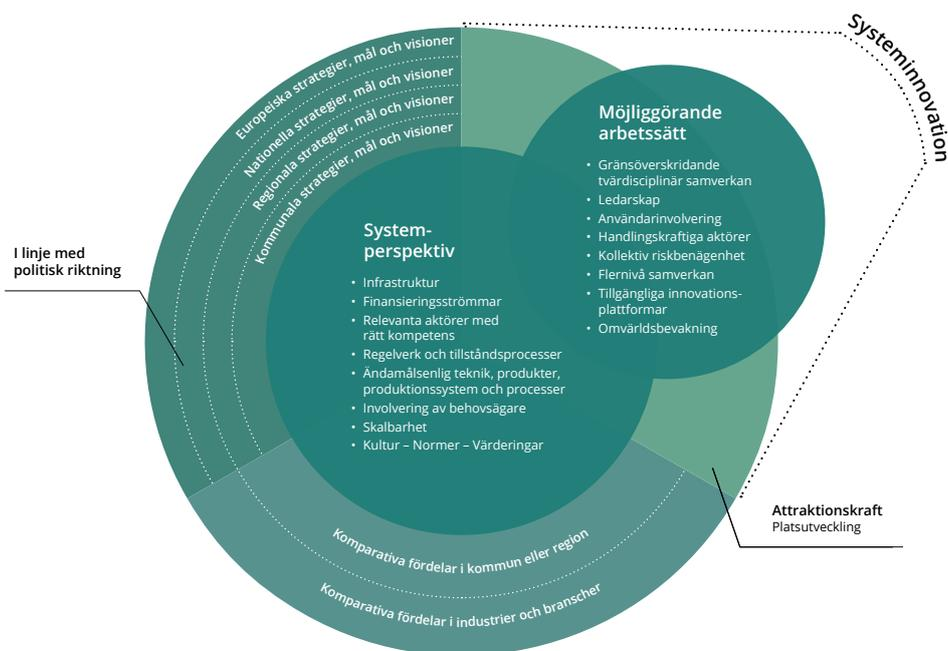 Systeminnovation
Europeiska strategier, mål och visioner
Nationella strategier, mål och visioner
Regionala strategier, mål och visioner
Kommunala strategier, mål och visioner
Möjliggörande
arbetssätt
• Gränsöverskridande
tvärdisciplinär samverkan
• Ledarskap
• Användarinvolvering
• Handlingskraftiga aktörer
• Kollektiv riskbenägenhet
• Flernivå samverkan
• Tillgängliga innovations-
plattformar
• Omvärldsbevakning
System-
perspektiv
• Infrastruktur
• Finansieringsströmmar
• Relevanta aktörer med
rätt kompetens
• Regelverk och tillståndsprocesser
• Ändamålsenlig teknik, produkter,
produktionssystem och processer
• Involvering av behovsägare
• Skalbarhet
• Kultur – Normer – Värderingar
I linje med
politisk riktning
Attraktionskraft
Platsutveckling
Komparativa fördelar i kommun eller region
Komparativa fördelar i industrier och branscher